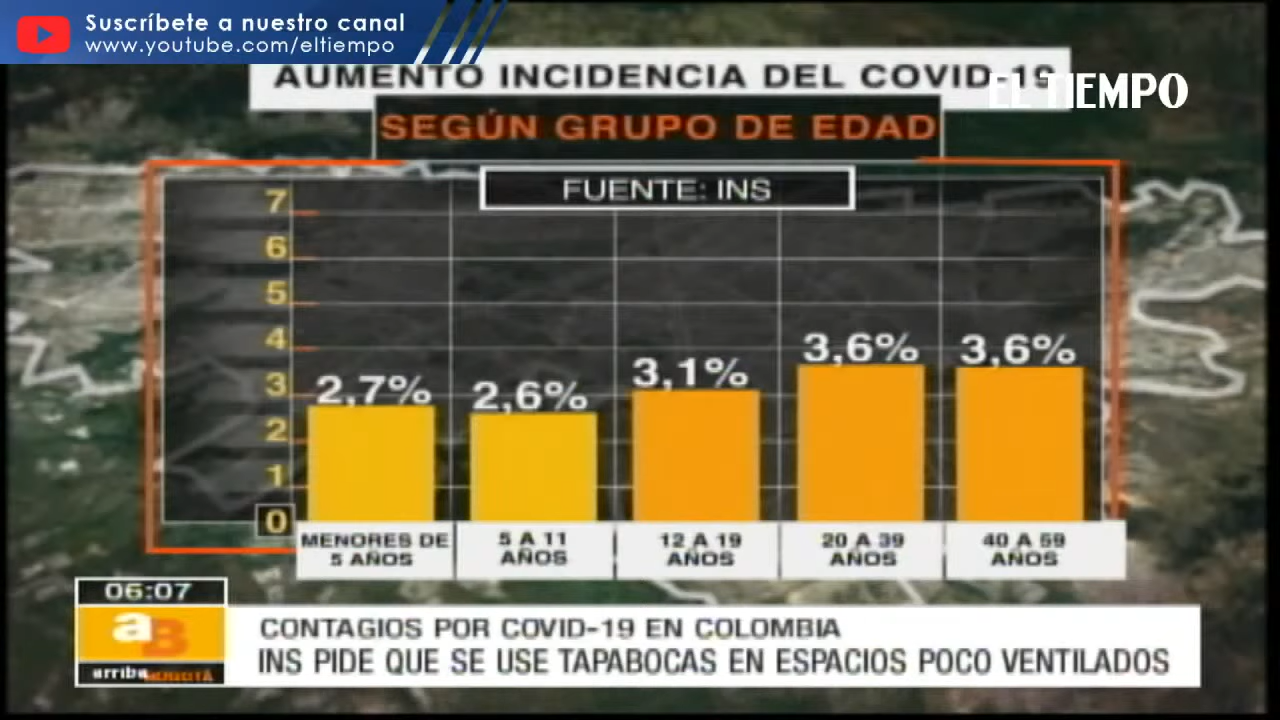 Suscríbete a nuestro canal
www.youtube.com/eltiempo
AUMENTO INCIDENCIA DEL COVID-19
EL TIEMPO
SEGÚN GRUPO DE EDAD
FUENTE: INS
7
6
5
4
3
2
1
0
2,7%
2,6%
3,1%
3,6%
3,6%
MENORES DE
5 AÑOS
5 A 11
AÑOS
12 A 19
AÑOS
20 A 39
AÑOS
40 A 59
AÑOS
06:07
aB
arriba BOGOTÁ
CONTAGIOS POR COVID-19 EN COLOMBIA
INS PIDE QUE SE USE TAPABOCAS EN ESPACIOS POCO VENTILADOS